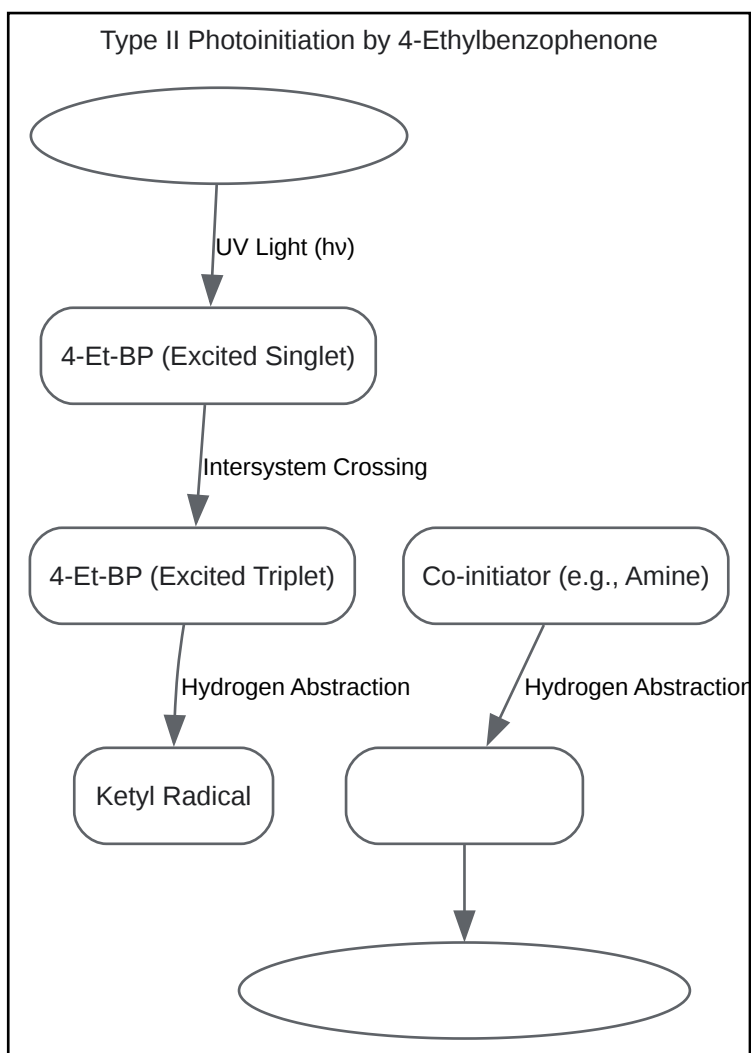 Type II Photoinitiation by 4-Ethylbenzophenone
UV Light (hν)
4-Et-BP (Excited Singlet)
Intersystem Crossing
4-Et-BP (Excited Triplet)
Co-initiator (e.g., Amine)
Hydrogen Abstraction
Hydrogen Abstraction
Ketyl Radical